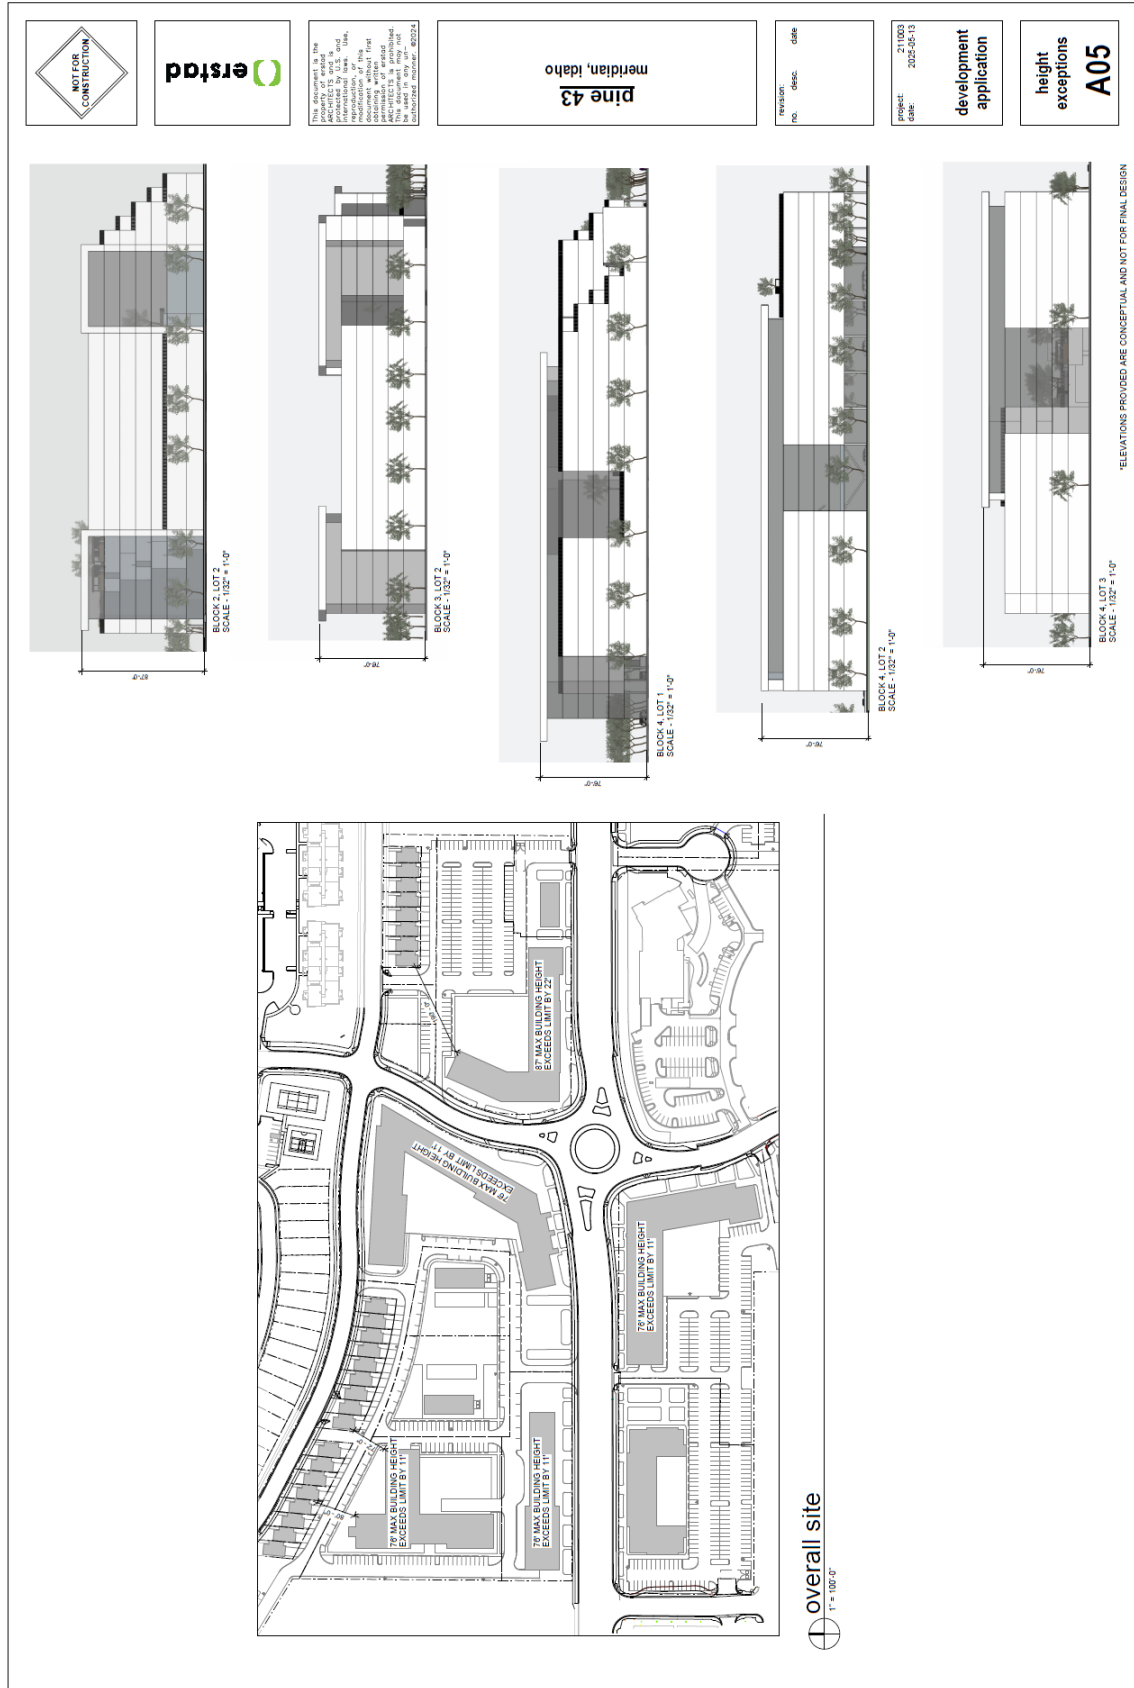 NOT FOR
CONSTRUCTION
erstad
This document is the
property of erstad
ARCHITECTS and is
protected by U.S. and
international laws. Use,
reproduction, or
modification of this
document without first
obtaining written
permission of erstad
ARCHITECTS is prohibited.
This document may not
be used in any un-
authorized manner. ©2024
pine 43
meridian, idaho
revision:
no. desc. date
project: 211003
date: 2025-05-13
development
application
height
exceptions
A05
87'-0"
BLOCK 2, LOT 2
SCALE - 1/32" = 1'-0"
76'-0"
BLOCK 3, LOT 2
SCALE - 1/32" = 1'-0"
76'-0"
BLOCK 4, LOT 1
SCALE - 1/32" = 1'-0"
76'-0"
BLOCK 4, LOT 2
SCALE - 1/32" = 1'-0"
76'-0"
BLOCK 4, LOT 3
SCALE - 1/32" = 1'-0"
*ELEVATIONS PROVIDED ARE CONCEPTUAL AND NOT FOR FINAL DESIGN
87' MAX BUILDING HEIGHT
EXCEEDS LIMIT BY 22'
76' MAX BUILDING HEIGHT
EXCEEDS LIMIT BY 11'
76' MAX BUILDING HEIGHT
EXCEEDS LIMIT BY 11'
76' MAX BUILDING HEIGHT
EXCEEDS LIMIT BY 11'
76' MAX BUILDING HEIGHT
EXCEEDS LIMIT BY 11'
overall site
1" = 100'-0"